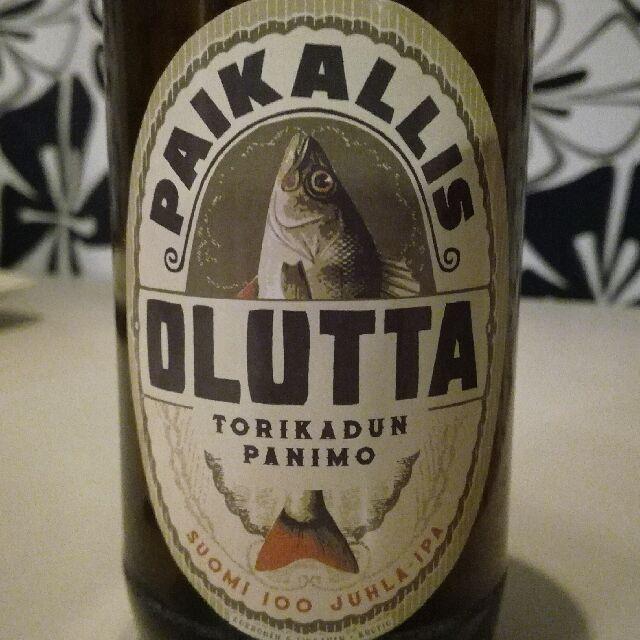 PAIKALLIS
OLUTTA
TORIKADUN
PANIMO
SUOMI 100 JUHLA-IPA